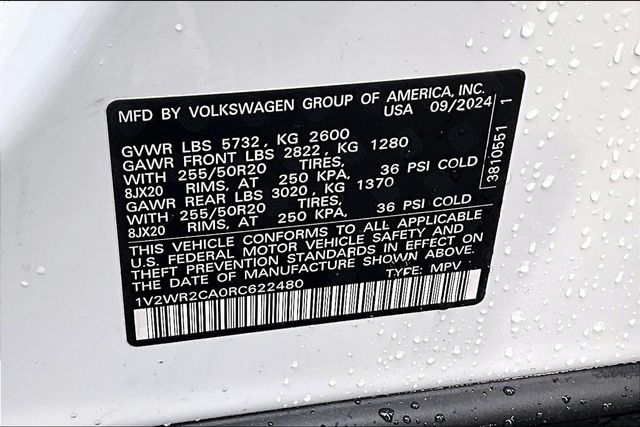 MFD BY VOLKSWAGEN GROUP OF AMERICA, INC.
USA 09/2024
GVWR LBS 5732, KG 2600
GAWR FRONT LBS 2822, KG 1280
WITH 255/50R20 TIRES,
8JX20 RIMS, AT 250 KPA, 36 PSI COLD
GAWR REAR LBS 3020, KG 1370
WITH 255/50R20 TIRES,
8JX20 RIMS, AT 250 KPA, 36 PSI COLD
THIS VEHICLE CONFORMS TO ALL APPLICABLE
U.S. FEDERAL MOTOR VEHICLE SAFETY AND
THEFT PREVENTION STANDARDS IN EFFECT ON
THE DATE OF MANUFACTURE SHOWN ABOVE.
1V2WR2CA0RC622480 TYPE: MPV
3810551 1